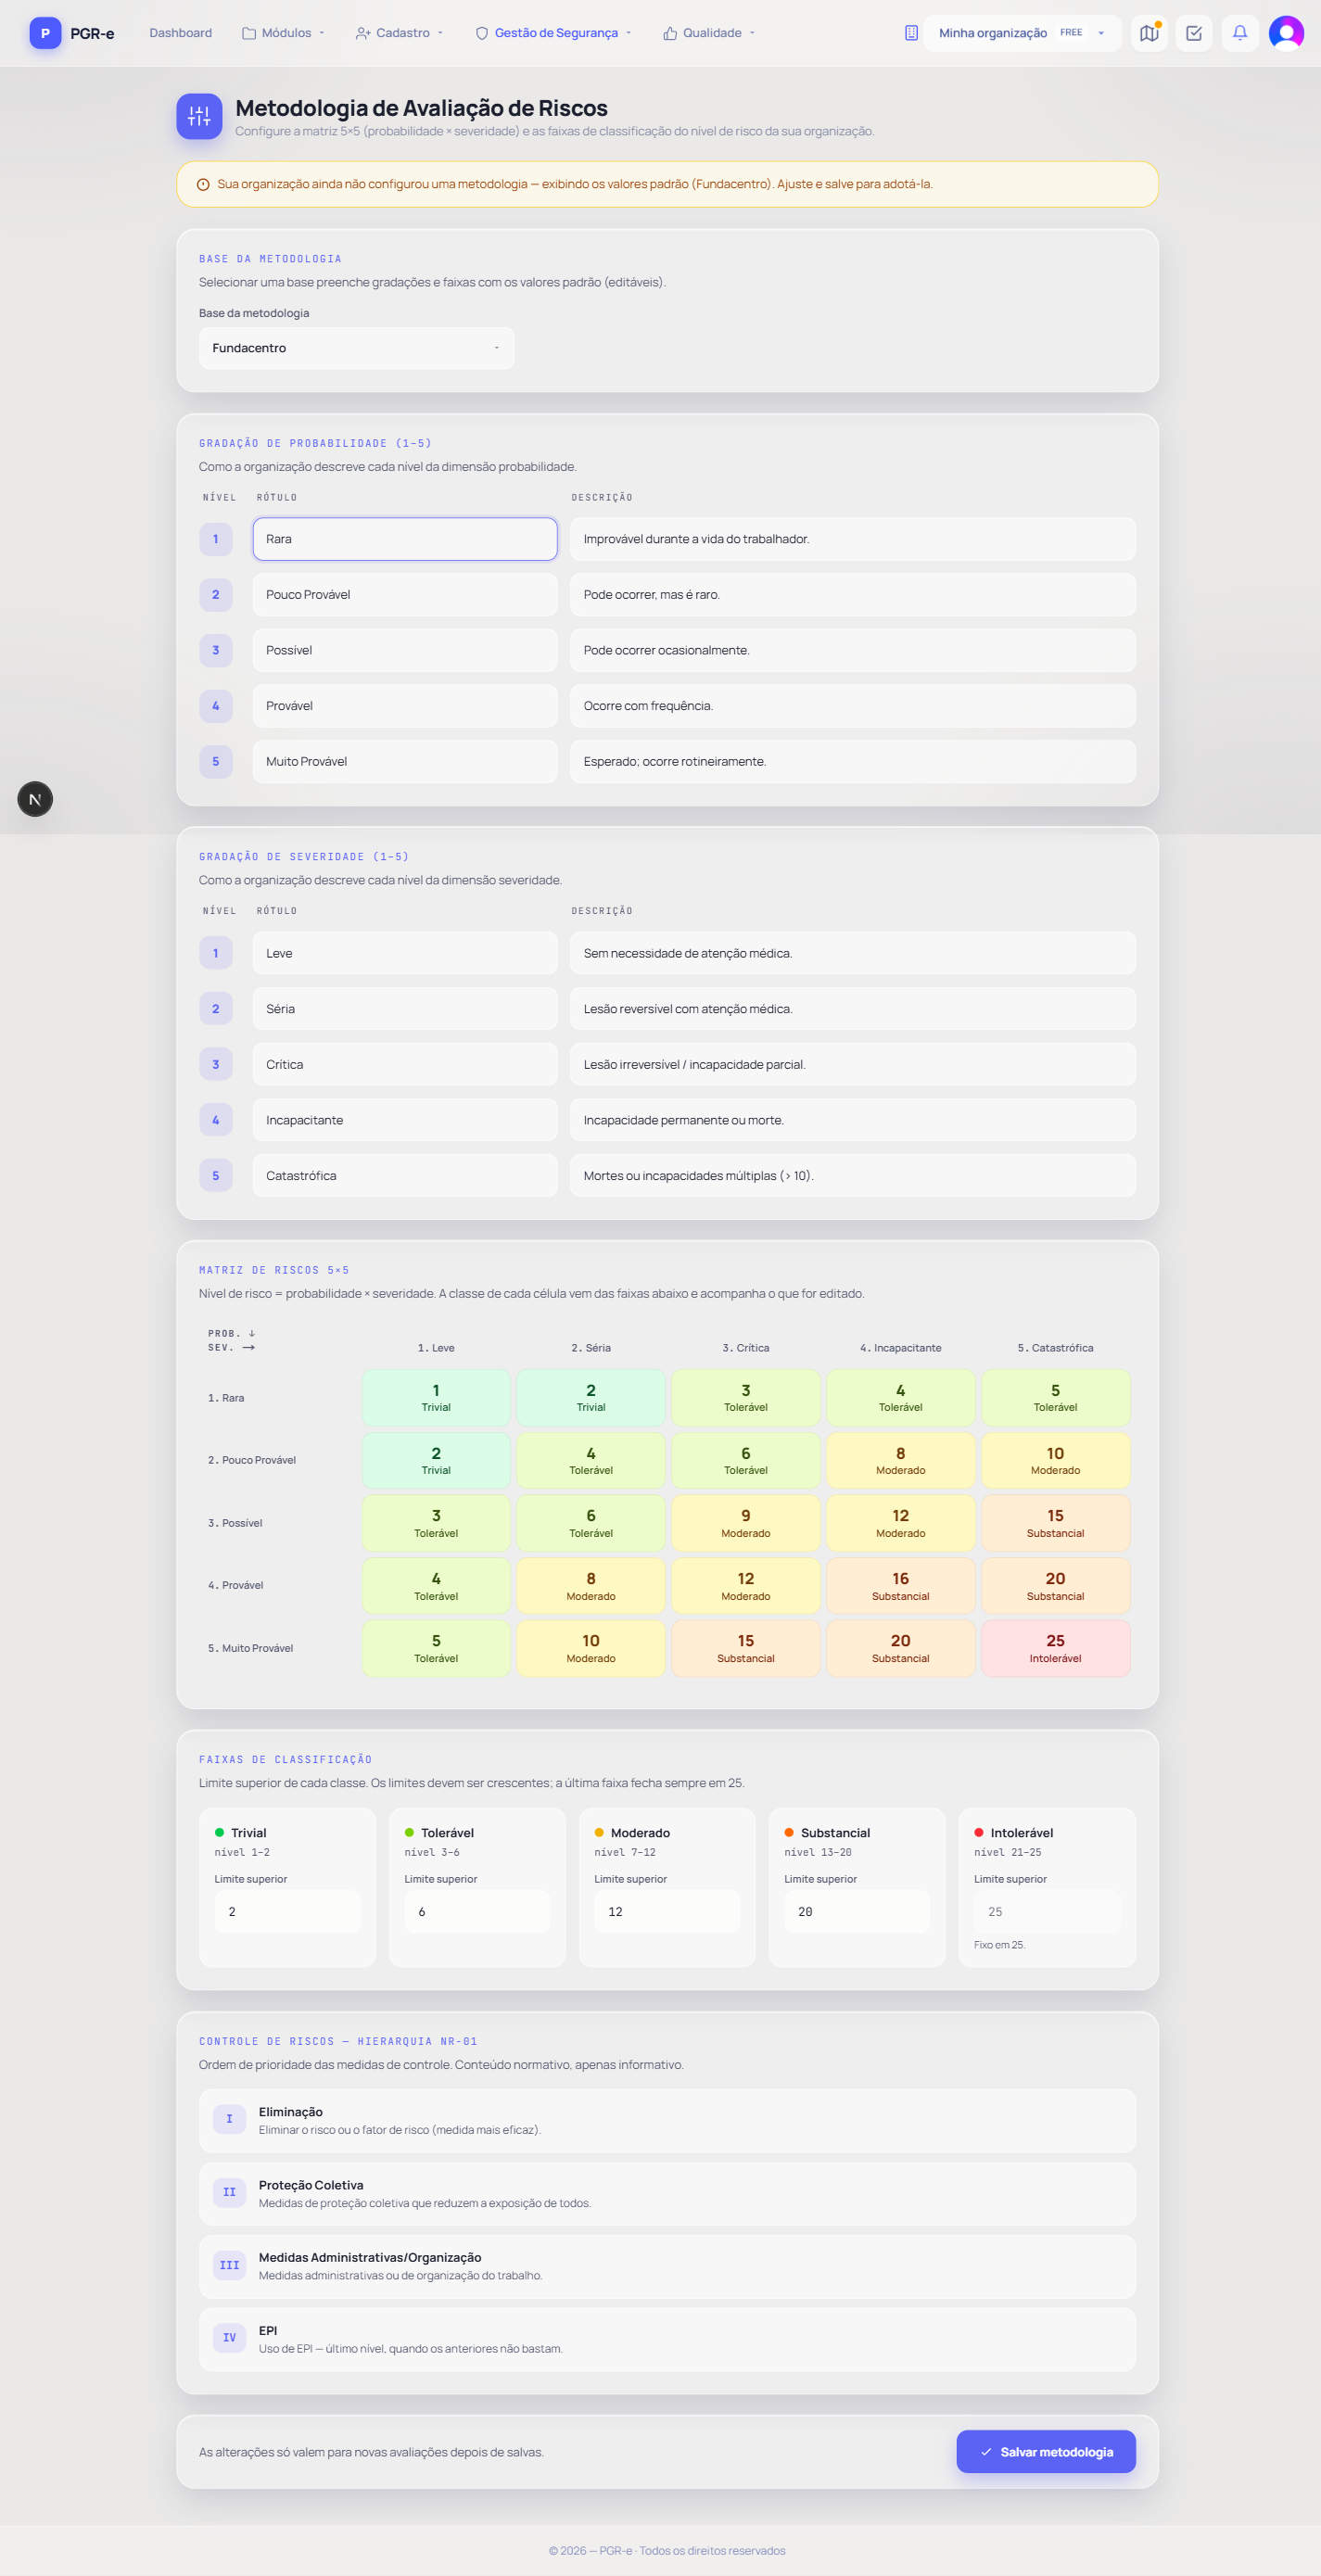 P PGR-e Dashboard Módulos Cadastro Gestão de Segurança Qualidade Minha organização FREE
Metodologia de Avaliação de Riscos
Configure a matriz 5×5 (probabilidade × severidade) e as faixas de classificação do nível de risco da sua organização.
Sua organização ainda não configurou uma metodologia — exibindo os valores padrão (Fundacentro). Ajuste e salve para adotá-la.
BASE DA METODOLOGIA
Selecionar uma base preenche gradações e faixas com os valores padrão (editáveis).
Base da metodologia
Fundacentro
GRADAÇÃO DE PROBABILIDADE (1–5)
Como a organização descreve cada nível da dimensão probabilidade.
NÍVEL RÓTULO DESCRIÇÃO
1 Rara Improvável durante a vida do trabalhador.
2 Pouco Provável Pode ocorrer, mas é raro.
3 Possível Pode ocorrer ocasionalmente.
4 Provável Ocorre com frequência.
5 Muito Provável Esperado; ocorre rotineiramente.
N
GRADAÇÃO DE SEVERIDADE (1–5)
Como a organização descreve cada nível da dimensão severidade.
NÍVEL RÓTULO DESCRIÇÃO
1 Leve Sem necessidade de atenção médica.
2 Séria Lesão reversível com atenção médica.
3 Crítica Lesão irreversível / incapacidade parcial.
4 Incapacitante Incapacidade permanente ou morte.
5 Catastrófica Mortes ou incapacidades múltiplas (> 10).
MATRIZ DE RISCOS 5×5
Nível de risco = probabilidade × severidade. A classe de cada célula vem das faixas abaixo e acompanha o que for editado.
PROB. ↓
SEV. → 1. Leve 2. Séria 3. Crítica 4. Incapacitante 5. Catastrófica
1. Rara 1 Trivial 2 Trivial 3 Tolerável 4 Tolerável 5 Tolerável
2. Pouco Provável 2 Trivial 4 Tolerável 6 Tolerável 8 Moderado 10 Moderado
3. Possível 3 Tolerável 6 Tolerável 9 Moderado 12 Moderado 15 Substancial
4. Provável 4 Tolerável 8 Moderado 12 Moderado 16 Substancial 20 Substancial
5. Muito Provável 5 Tolerável 10 Moderado 15 Substancial 20 Substancial 25 Intolerável
FAIXAS DE CLASSIFICAÇÃO
Limite superior de cada classe. Os limites devem ser crescentes; a última faixa fecha sempre em 25.
Trivial Tolerável Moderado Substancial Intolerável
nível 1–2 nível 3–6 nível 7–12 nível 13–20 nível 21–25
Limite superior Limite superior Limite superior Limite superior Limite superior
2 6 12 20 25
Fixo em 25.
CONTROLE DE RISCOS — HIERARQUIA NR-01
Ordem de prioridade das medidas de controle. Conteúdo normativo, apenas informativo.
I Eliminação
Eliminar o risco ou o fator de risco (medida mais eficaz).
II Proteção Coletiva
Medidas de proteção coletiva que reduzem a exposição de todos.
III Medidas Administrativas/Organização
Medidas administrativas ou de organização do trabalho.
IV EPI
Uso de EPI — último nível, quando os anteriores não bastam.
As alterações só valem para novas avaliações depois de salvas. Salvar metodologia
© 2026 — PGR-e · Todos os direitos reservados